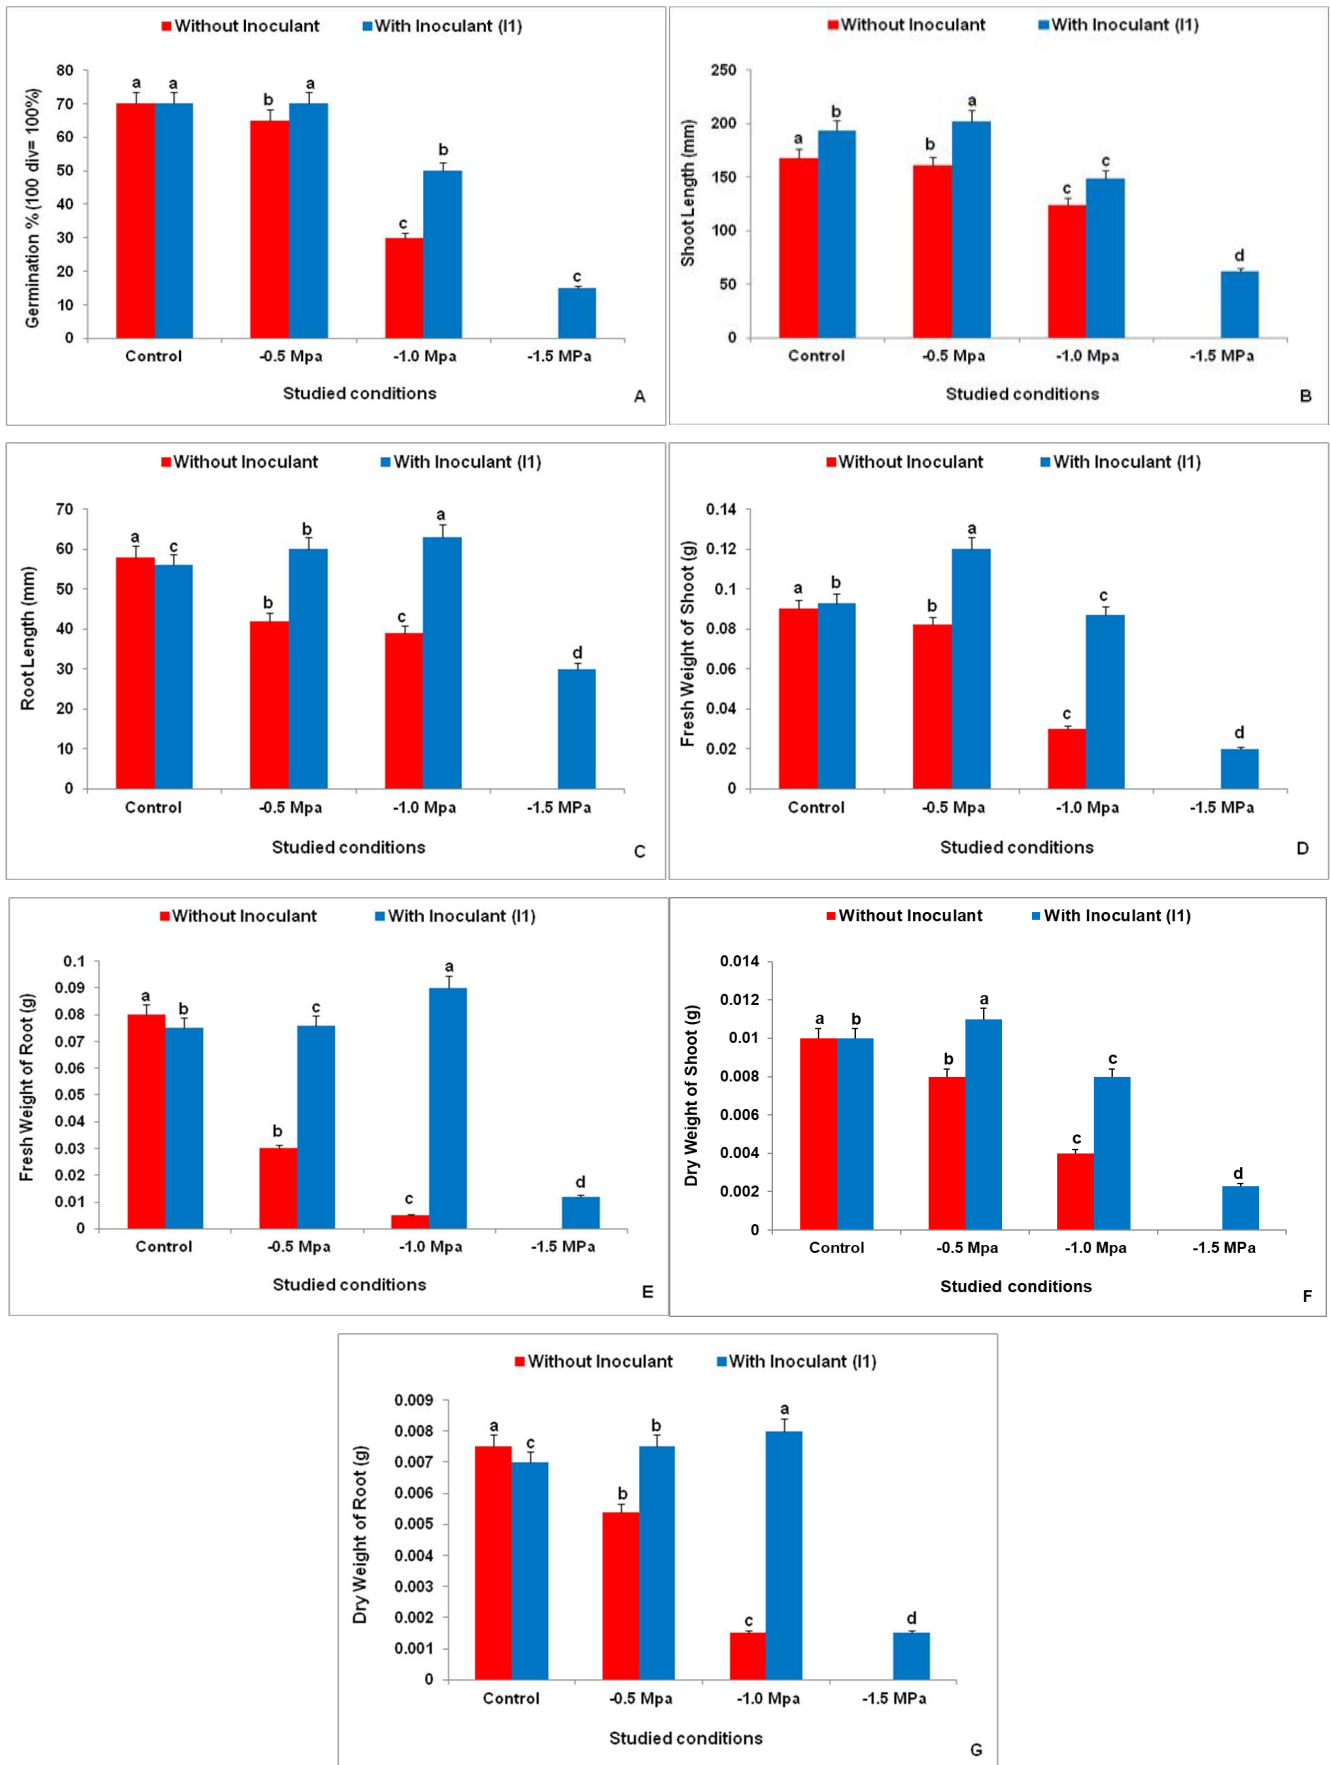 Without Inoculant With Inoculant (I1)
Germination % (100 div= 100%)
80
70
60
50
40
30
20
10
0
a a b a c b c
Control -0.5 Mpa -1.0 Mpa -1.5 MPa
Studied conditions
A
Without Inoculant With Inoculant (I1)
Shoot Length (mm)
250
200
150
100
50
0
a b b a c c d
Control -0.5 Mpa -1.0 Mpa -1.5 MPa
Studied conditions
B
Without Inoculant With Inoculant (I1)
Root Length (mm)
70
60
50
40
30
20
10
0
a c b b c a d
Control -0.5 Mpa -1.0 Mpa -1.5 MPa
Studied conditions
C
Without Inoculant With Inoculant (I1)
Fresh Weight of Shoot (g)
0.14
0.12
0.1
0.08
0.06
0.04
0.02
0
a b b a c c d
Control -0.5 Mpa -1.0 Mpa -1.5 MPa
Studied conditions
D
Without Inoculant With Inoculant (I1)
Fresh Weight of Root (g)
0.1
0.09
0.08
0.07
0.06
0.05
0.04
0.03
0.02
0.01
0
a b b c c a d
Control -0.5 Mpa -1.0 Mpa -1.5 MPa
Studied conditions
E
Without Inoculant With Inoculant (I1)
Dry Weight of Shoot (g)
0.014
0.012
0.01
0.008
0.006
0.004
0.002
0
a b b a c c d
Control -0.5 Mpa -1.0 Mpa -1.5 MPa
Studied conditions
F
Without Inoculant With Inoculant (I1)
Dry Weight of Root (g)
0.009
0.008
0.007
0.006
0.005
0.004
0.003
0.002
0.001
0
a c b b c a d
Control -0.5 Mpa -1.0 Mpa -1.5 MPa
Studied conditions
G